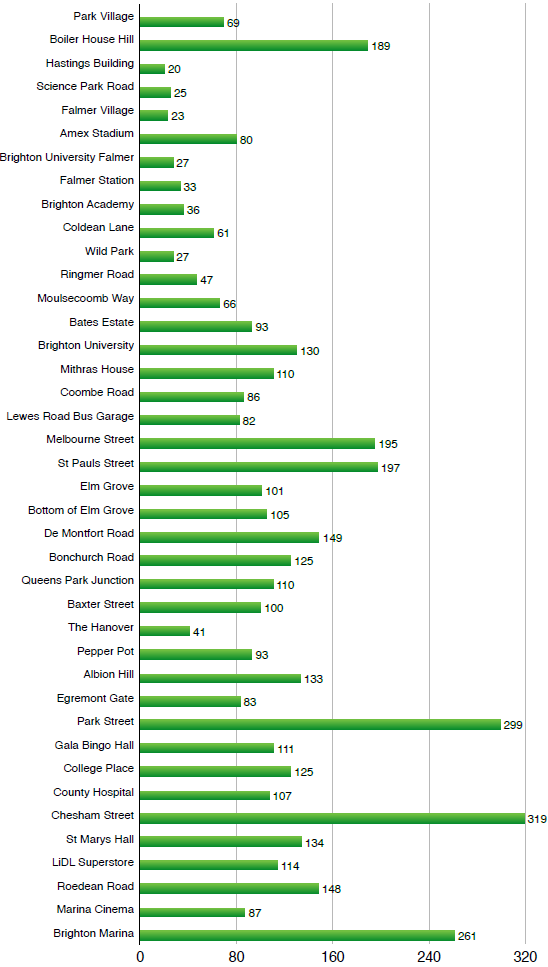 Park Village 69
Boiler House Hill 189
Hastings Building 20
Science Park Road 25
Falmer Village 23
Amex Stadium 80
Brighton University Falmer 27
Falmer Station 33
Brighton Academy 36
Coldean Lane 61
Wild Park 27
Ringmer Road 47
Moulsecoomb Way 66
Bates Estate 93
Brighton University 130
Mithras House 110
Coombe Road 86
Lewes Road Bus Garage 82
Melbourne Street 195
St Pauls Street 197
Elm Grove 101
Bottom of Elm Grove 105
De Montfort Road 149
Bonchurch Road 125
Queens Park Junction 110
Baxter Street 100
The Hanover 41
Pepper Pot 93
Albion Hill 133
Egremont Gate 83
Park Street 299
Gala Bingo Hall 111
College Place 125
County Hospital 107
Chesham Street 319
St Marys Hall 134
LiDL Superstore 114
Roedean Road 148
Marina Cinema 87
Brighton Marina 261
0 80 160 240 320